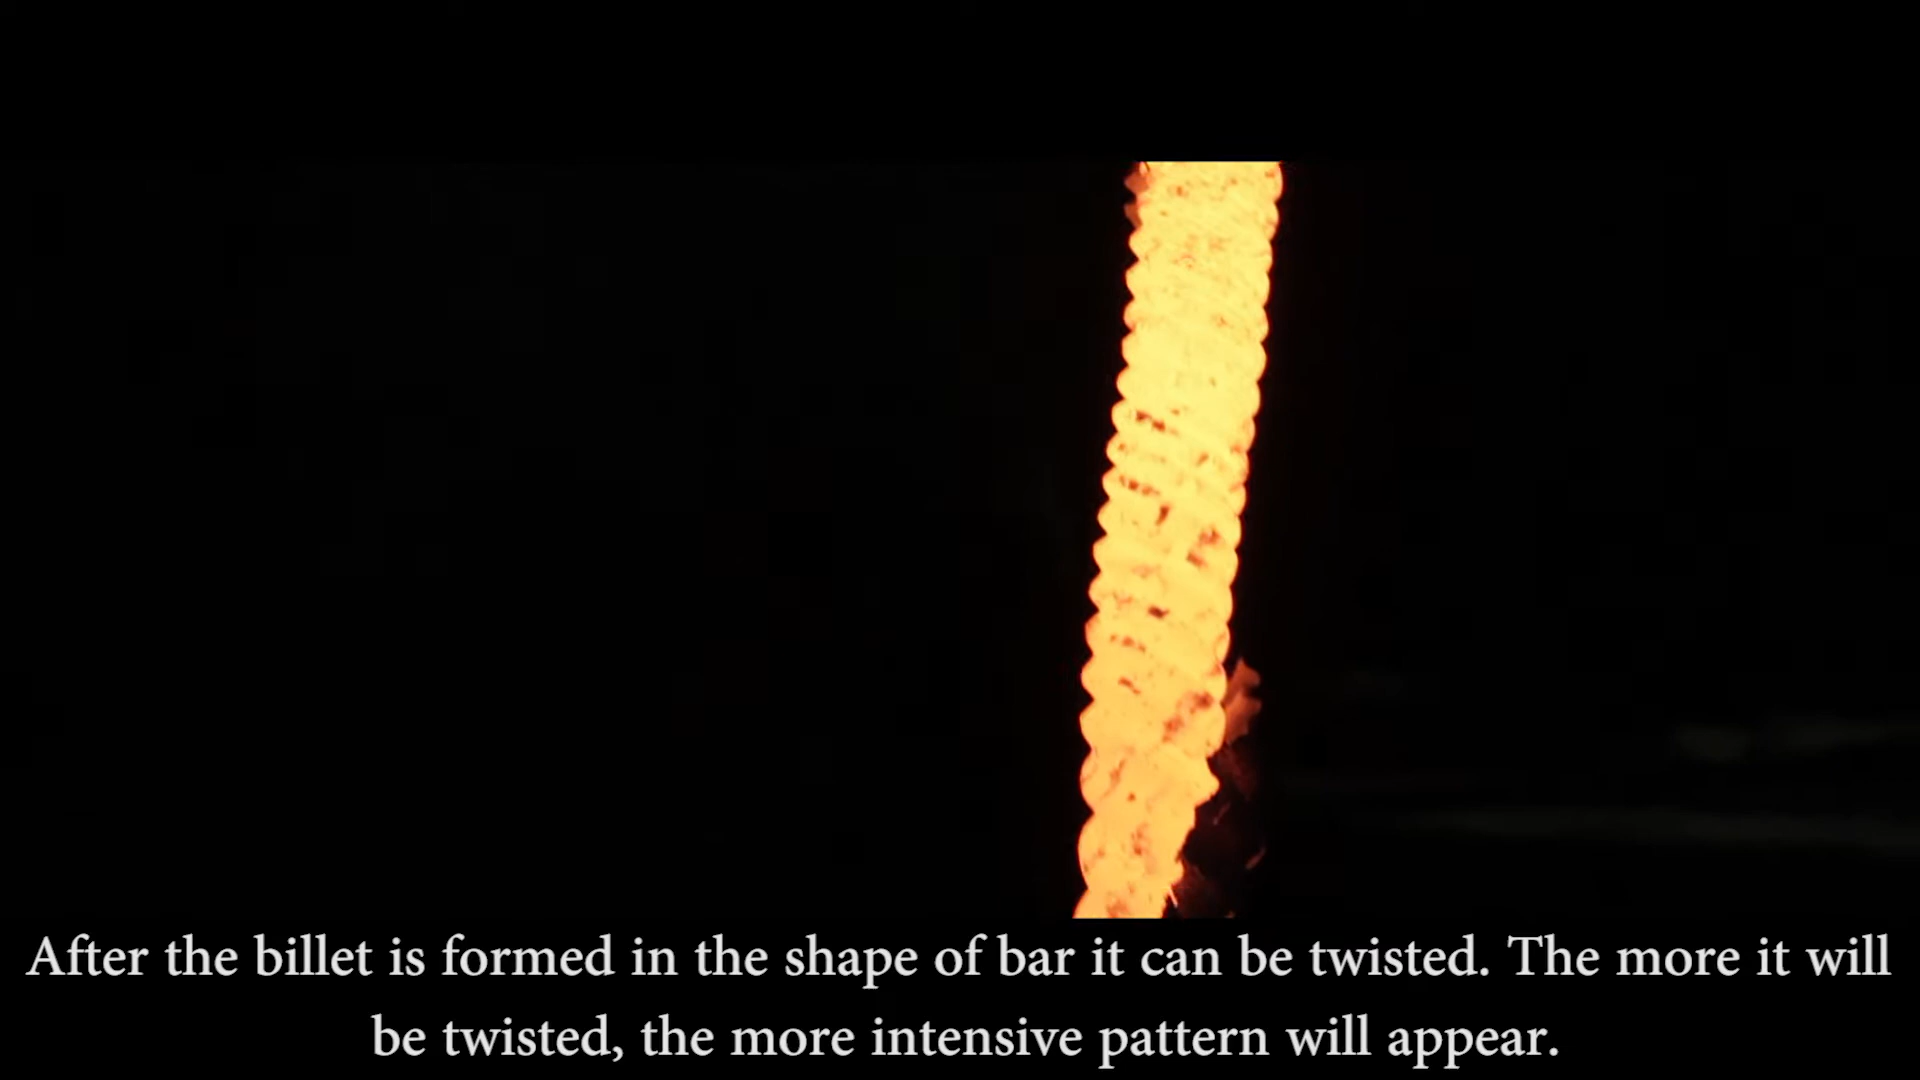 After the billet is formed in the shape of bar it can be twisted. The more it will
be twisted, the more intensive pattern will appear.